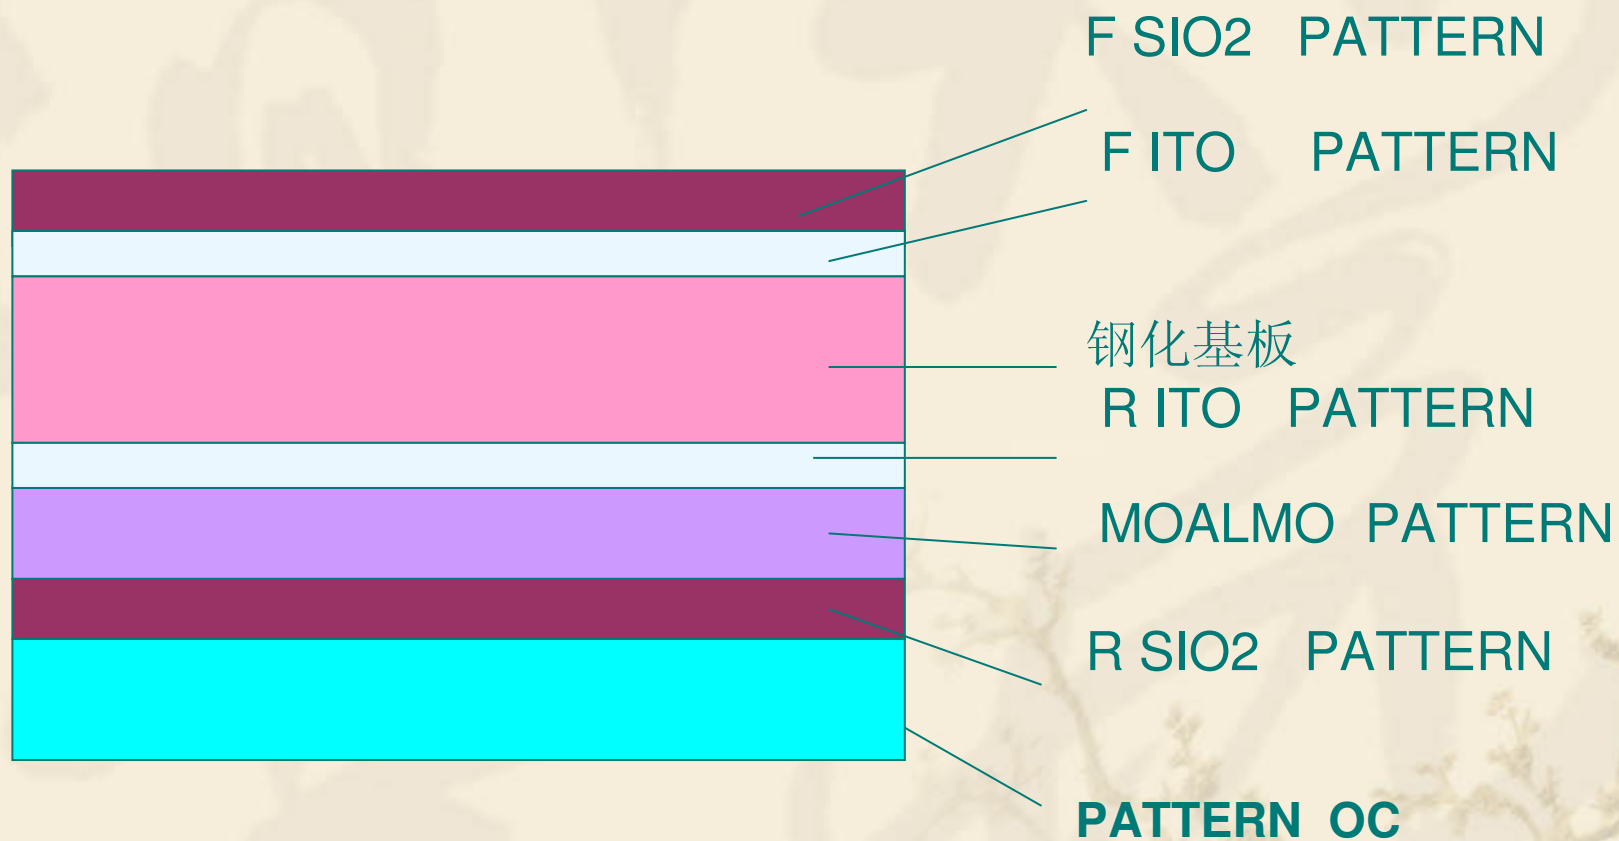 F SIO2 PATTERN
F ITO PATTERN
钢化基板
R ITO PATTERN
MOALMO PATTERN
R SIO2 PATTERN
PATTERN OC